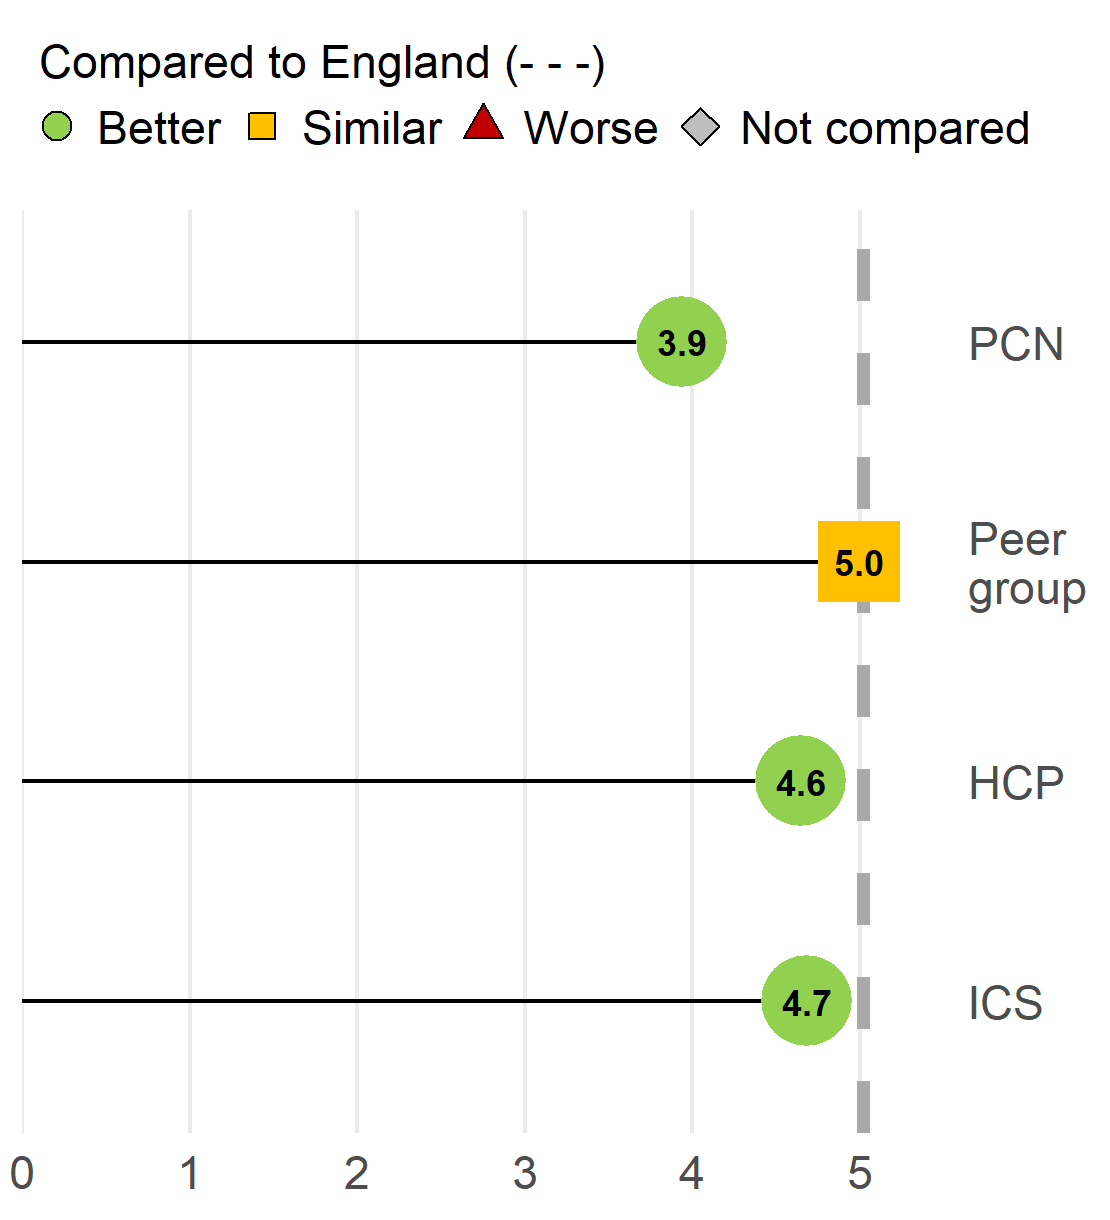 Compared to England (- - -)
Better Similar Worse Not compared
3.9 PCN
5.0 Peer
group
4.6 HCP
4.7 ICS
0 1 2 3 4 5